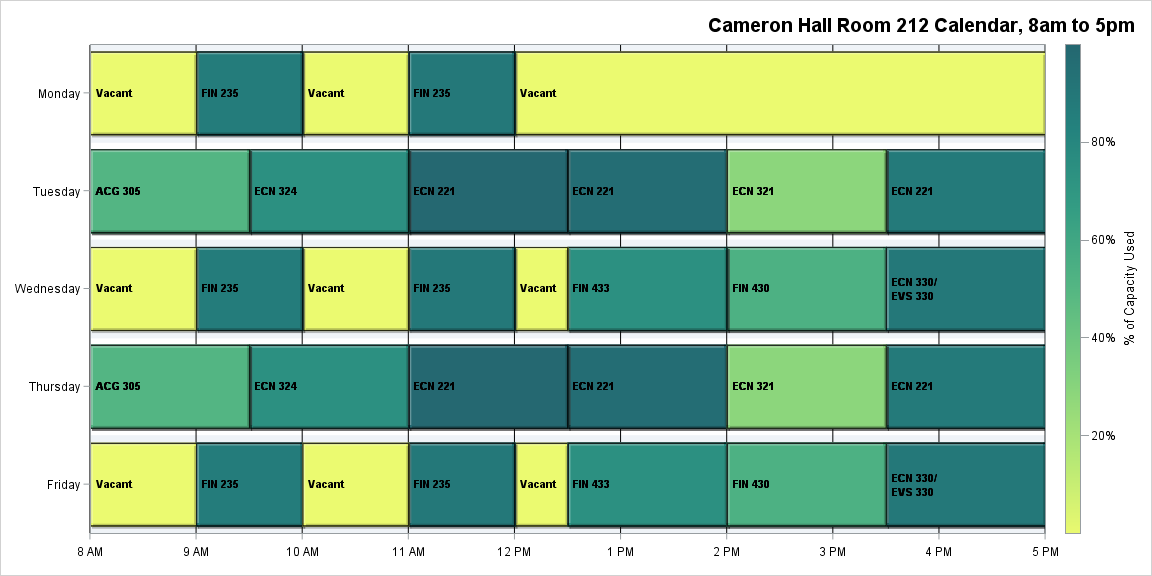 Cameron Hall Room 212 Calendar, 8am to 5pm
Monday
Vacant
FIN 235
Vacant
FIN 235
Vacant
Tuesday
ACG 305
ECN 324
ECN 221
ECN 221
ECN 321
ECN 221
Wednesday
Vacant
FIN 235
Vacant
FIN 235
Vacant
FIN 433
FIN 430
ECN 330/
EVS 330
Thursday
ACG 305
ECN 324
ECN 221
ECN 221
ECN 321
ECN 221
Friday
Vacant
FIN 235
Vacant
FIN 235
Vacant
FIN 433
FIN 430
ECN 330/
EVS 330
8 AM
9 AM
10 AM
11 AM
12 PM
1 PM
2 PM
3 PM
4 PM
5 PM
80%
60%
40%
20%
% of Capacity Used